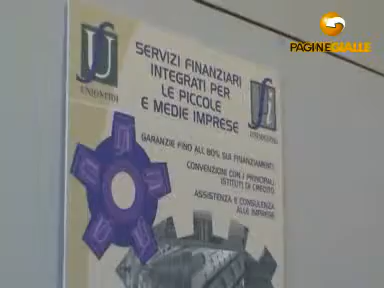 PAGINEGIALLE
SERVIZI FINANZIARI
INTEGRATI PER
LE PICCOLE
E MEDIE IMPRESE
UNIONFIDI
GARANZIE FINO ALL'80% SUI FINANZIAMENTI
CONVENZIONI CON I PRINCIPALI
ISTITUTI DI CREDITO
ASSISTENZA E CONSULENZA
ALLE IMPRESE